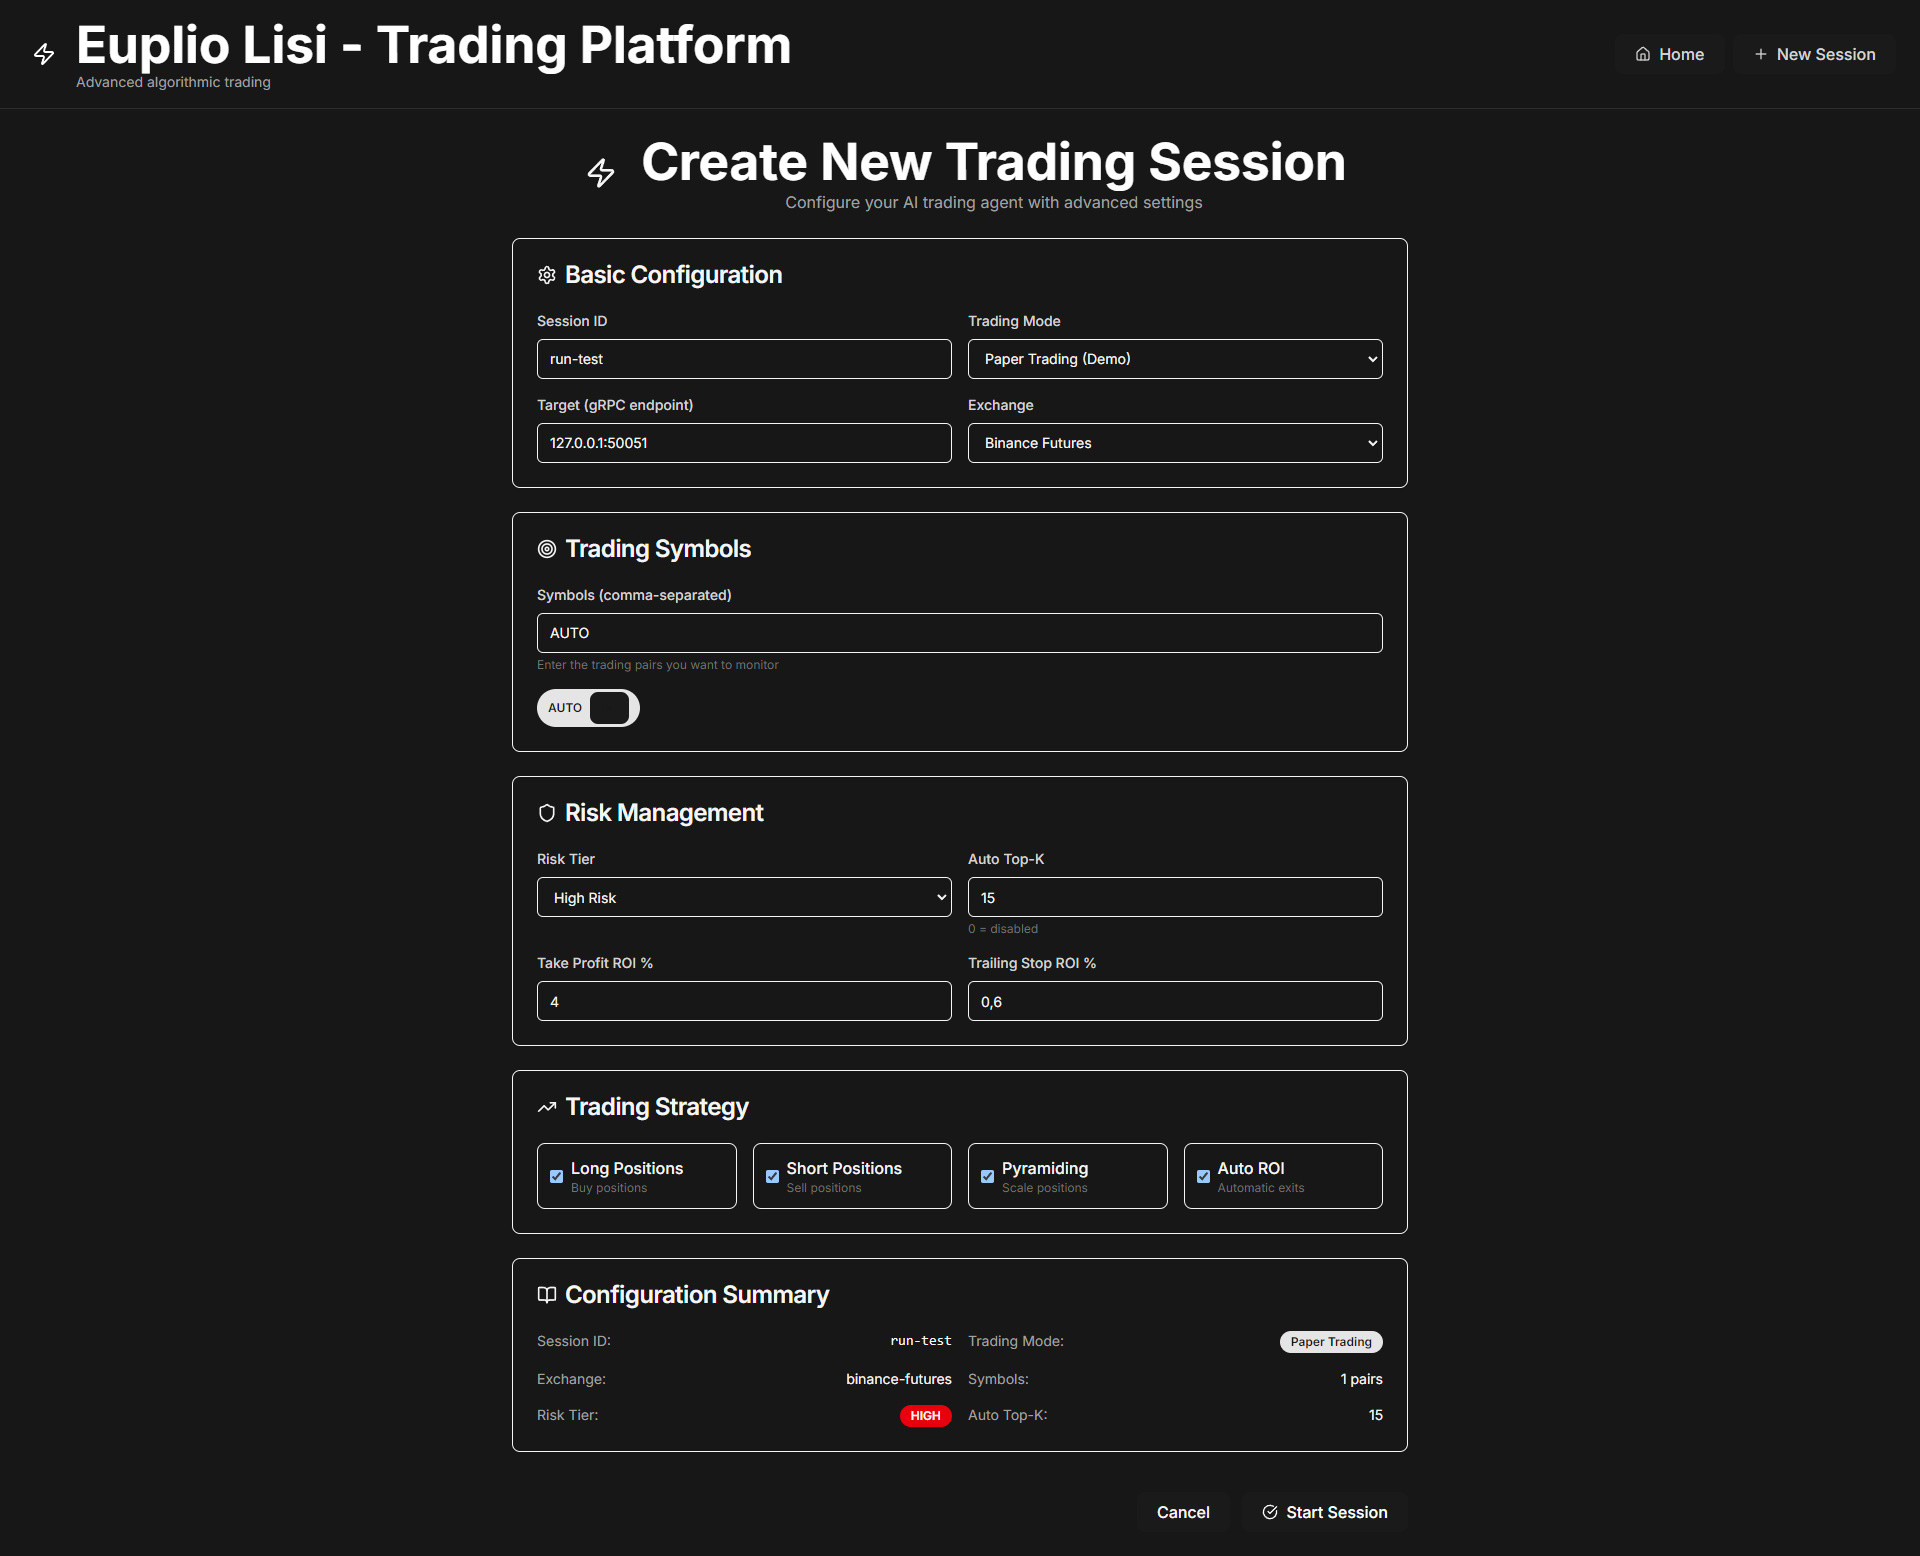 Euplio Lisi - Trading Platform
Advanced algorithmic trading
Home
New Session
Create New Trading Session
Configure your AI trading agent with advanced settings
Basic Configuration
Session ID
Trading Mode
run-test
Paper Trading (Demo)
Target (gRPC endpoint)
Exchange
127.0.0.1:50051
Binance Futures
Trading Symbols
Symbols (comma-separated)
AUTO
Enter the trading pairs you want to monitor
AUTO
Risk Management
Risk Tier
Auto Top-K
High Risk
15
0 = disabled
Take Profit ROI %
Trailing Stop ROI %
4
0,6
Trading Strategy
Long Positions
Buy positions
Short Positions
Sell positions
Pyramiding
Scale positions
Auto ROI
Automatic exits
Configuration Summary
Session ID: run-test
Trading Mode: Paper Trading
Exchange: binance-futures
Symbols: 1 pairs
Risk Tier: HIGH
Auto Top-K: 15
Cancel
Start Session